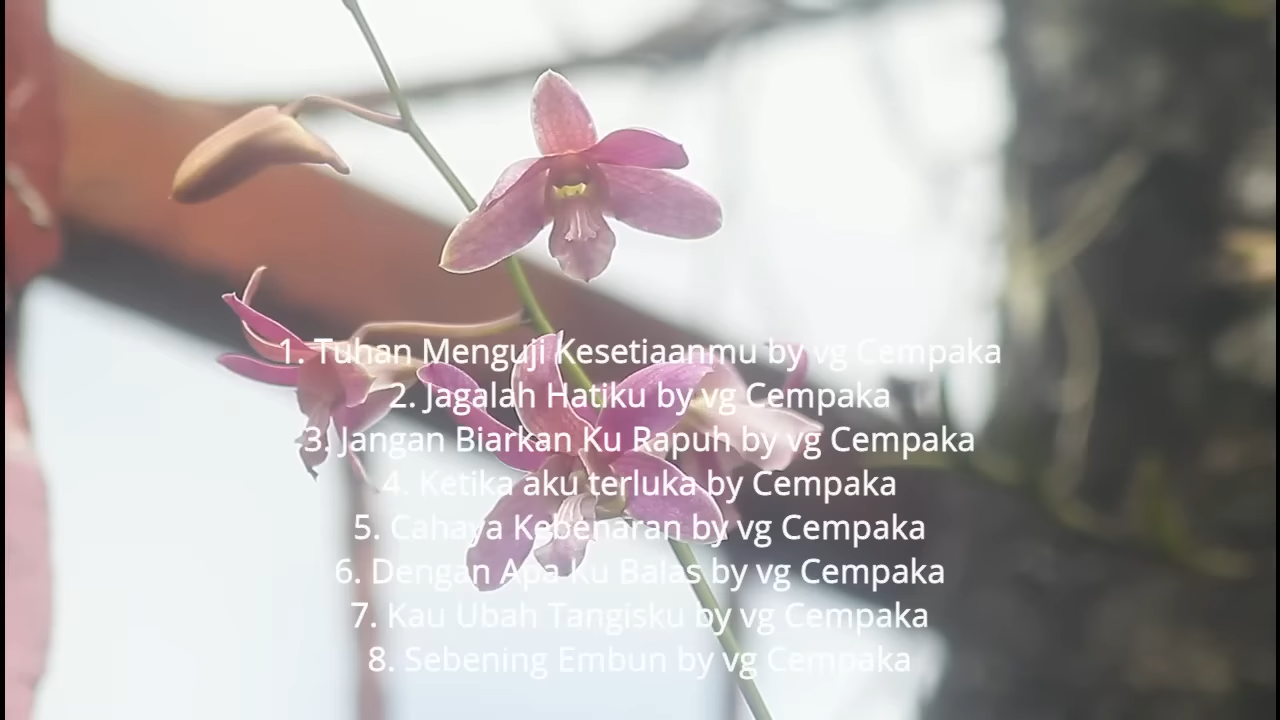 1. Tuhan Menguji Kesetiaanmu by vg Cempaka
2. Jagalah Hatiku by vg Cempaka
3. Jangan Biarkan Ku Rapuh by vg Cempaka
4. Ketika aku terluka by Cempaka
5. Cahaya Kebenaran by vg Cempaka
6. Dengan Apa Ku Balas by vg Cempaka
7. Kau Ubah Tangisku by vg Cempaka
8. Sebening Embun by vg Cempaka